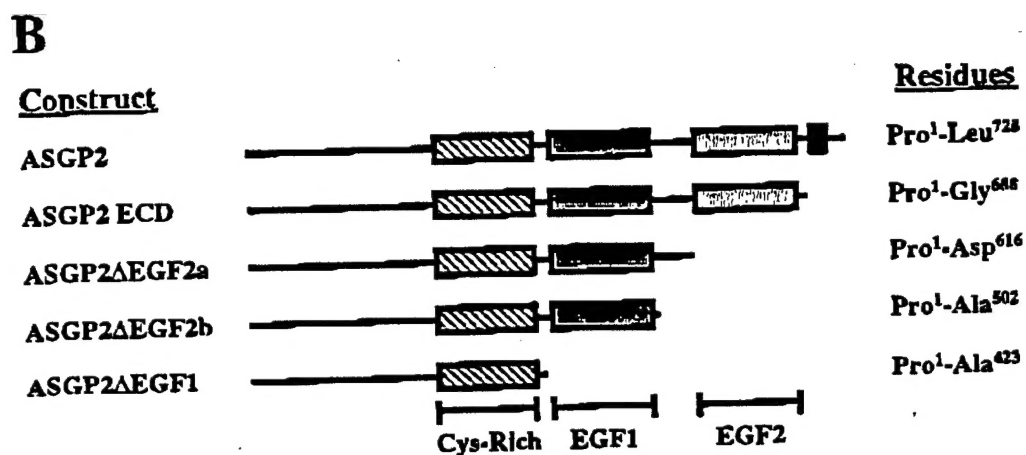 B
Construct Residues
ASGP2 Pro¹-Leu⁷²⁸
ASGP2 ECD Pro¹-Gly⁶⁸⁸
ASGP2ΔEGF2a Pro¹-Asp⁶¹⁶
ASGP2ΔEGF2b Pro¹-Ala⁵⁰²
ASGP2ΔEGF1 Pro¹-Ala⁴²³
Cys-Rich EGF1 EGF2